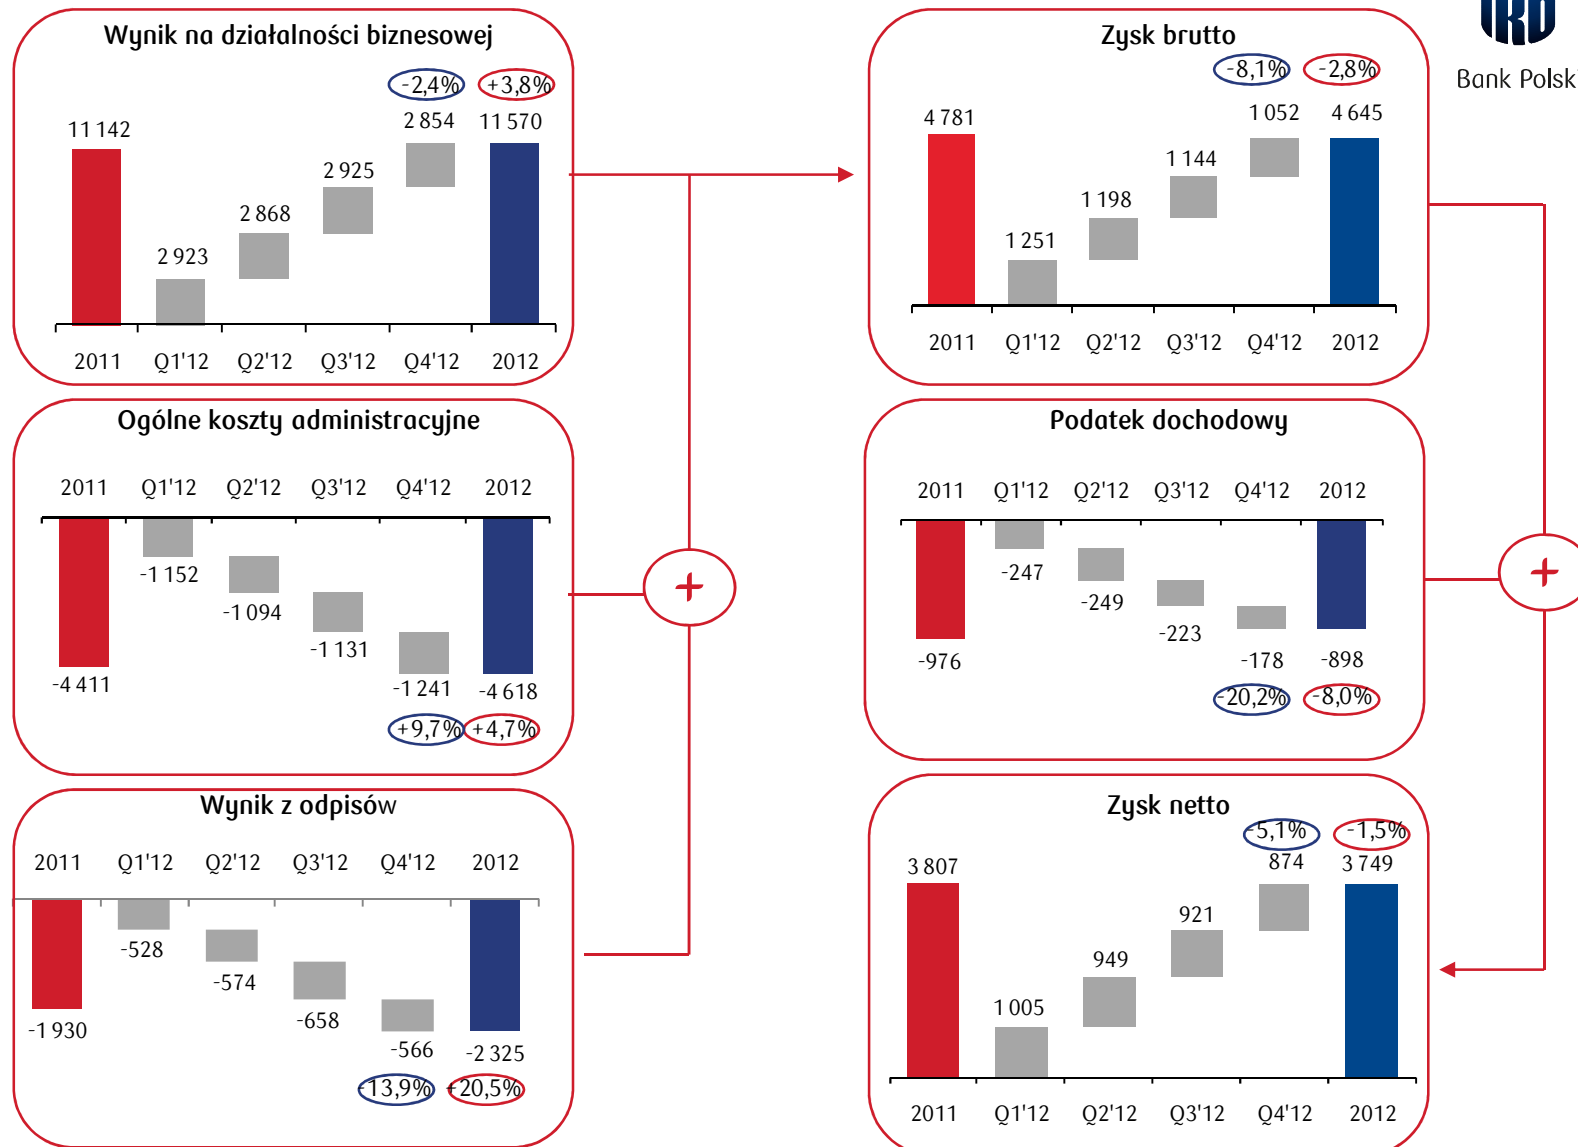 Wynik na działalności biznesowej
-2,4% +3,8%
11 142 2 923 2 868 2 925 2 854 11 570
2011 Q1'12 Q2'12 Q3'12 Q4'12 2012
Ogólne koszty administracyjne
2011 Q1'12 Q2'12 Q3'12 Q4'12 2012
-4 411 -1 152 -1 094 -1 131 -1 241 -4 618
+9,7% +4,7%
Wynik z odpisów
2011 Q1'12 Q2'12 Q3'12 Q4'12 2012
-1 930 -528 -574 -658 -566 -2 325
-13,9% +20,5%
+
Zysk brutto
-8,1% -2,8%
4 781 1 251 1 198 1 144 1 052 4 645
2011 Q1'12 Q2'12 Q3'12 Q4'12 2012
Podatek dochodowy
2011 Q1'12 Q2'12 Q3'12 Q4'12 2012
-976 -247 -249 -223 -178 -898
-20,2% -8,0%
Zysk netto
-5,1% -1,5%
3 807 1 005 949 921 874 3 749
2011 Q1'12 Q2'12 Q3'12 Q4'12 2012
+
Bank Polski